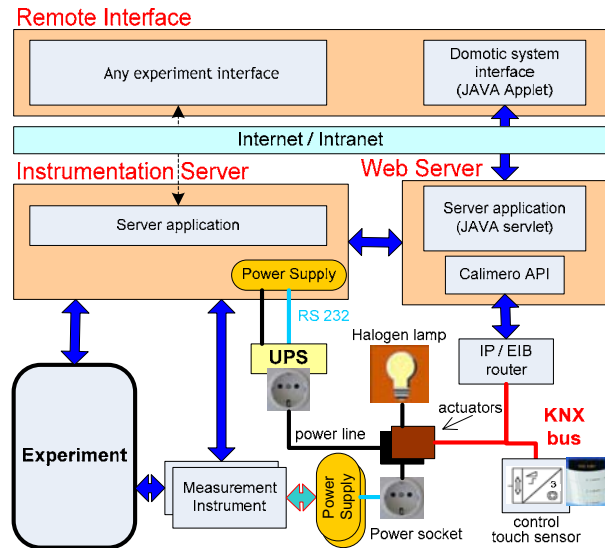 Remote Interface
Any experiment interface
Domotic system
interface
(JAVA Applet)
Internet / Intranet
Instrumentation Server
Web Server
Server application
Server application
(JAVA servlet)
Power Supply
Calimero API
RS 232
UPS
Halogen lamp
IP / EIB
router
actuators
KNX
bus
power line
Experiment
Measurement
Instrument
Power
Supply
Power socket
3
control
touch sensor